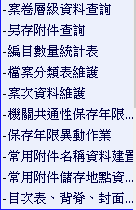 -案卷層級資料查詢
-另存附件查詢
-編目數量統計表
-檔案分類表維護
-案次資料維護
-機關共通性保存年限...
-保存年限異動作業
-常用附件名稱資料建置
-常用附件儲存地點資...
-目次表、背脊、封面...